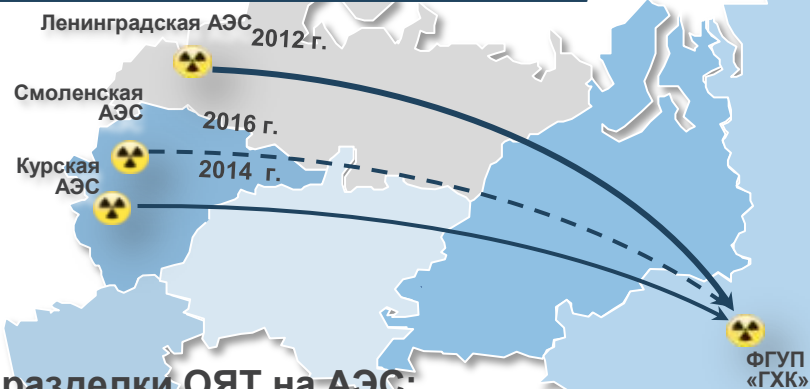 Ленинградская АЭС
2012 г.
Смоленская
АЭС
2016 г.
Курская
АЭС
2014 г.
ФГУП
«ГХК»
разделки ОЯТ на АЭС: